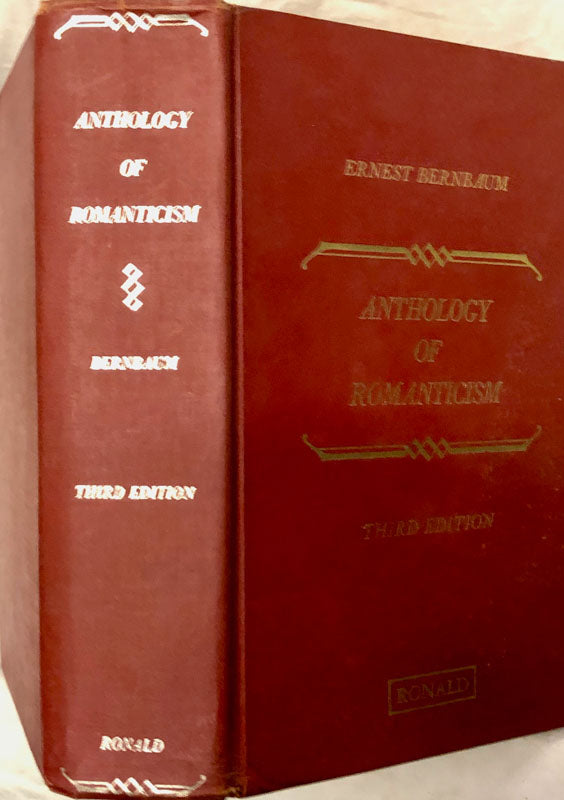 ANTHOLOGY
OF
ROMANTICISM
BERNBAUM
THIRD EDITION
RONALD
ERNEST BERNBAUM
ANTHOLOGY
OF
ROMANTICISM
THIRD EDITION
RONALD